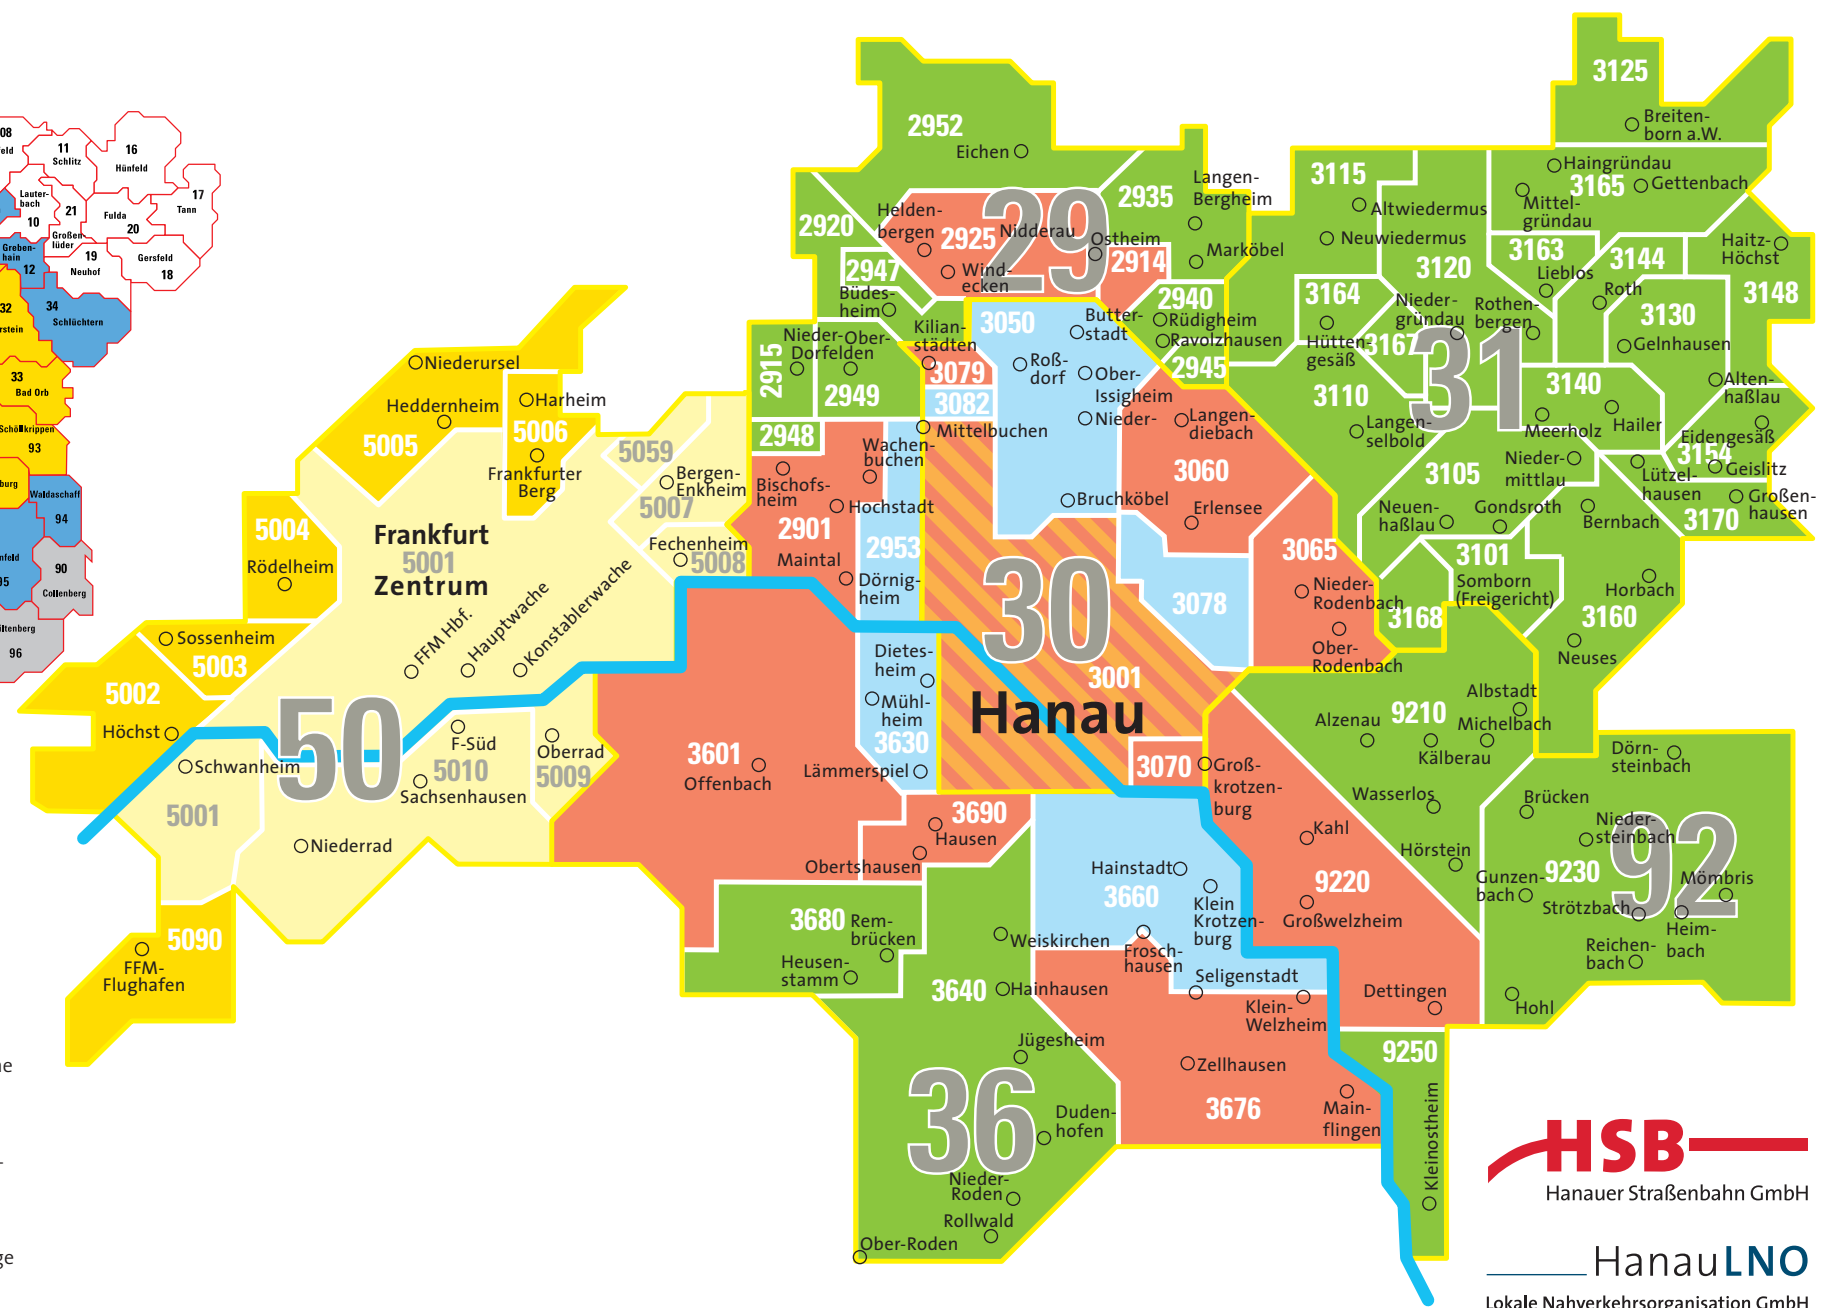 08
eld
11
Schlitz
16
Hünfeld
17
Tann
Lauter-
bach
10
21
Großen
lüder
Fulda
20
Greben-
hain
12
19
Neuhof
Gersfeld
18
32
rstein
34
Schlüchtern
33
Bad Orb
Schöllkrippen
93
burg
Waldaschaff
94
nfeld
95
90
Collenberg
iltenberg
96
3125
Breiten-
born a.W.
2952
Eichen
29
2935
Langen-
Bergheim
Marköbel
2920
Helden-
bergen
2925
Nidderau
Ostheim
2914
Wind-
ecken
2947
Büdes-
heim
2940
Rüdigheim
Ravolzhausen
2945
3115
Altwiedermus
Neuwiedermus
Haingründau
3165
Gettenbach
Mittel-
gründau
3120
3163
Lieblos
3144
Roth
Haitz-
Höchst
3148
3164
Hütten-
gesäß
3167
Nieder-
gründau
Rothen-
bergen
31
3130
Gelnhausen
3110
Langen-
selbold
3140
Meerholz
Hailer
Alten-
haßlau
Eidengesäß
3154
Geislitz
3105
Nieder-
mittlau
Lützel-
hausen
Großen-
hausen
3170
Neuen-
haßlau
Gondsroth
Bernbach
3101
Somborn
(Freigericht)
3168
Horbach
3160
Neuses
2915
Nieder-
Ober-
Dorfelden
2949
Kilian-
städten
3079
3082
2948
3050
Butter-
stadt
Roß-
dorf
Ober-
Issigheim
Nieder-
Mittelbuchen
Bruchköbel
Langen-
diebach
3060
Erlensee
Wachen-
buchen
Bischofs-
heim
Hochstadt
2901
Maintal
Dörnig-
heim
2953
30
3001
Hanau
3078
3065
Nieder-
Rodenbach
Ober-
Rodenbach
3070
Groß-
krotzen-
burg
Niederursel
Heddernheim
5005
Harheim
5006
Frankfurter
Berg
5059
Bergen-
Enkheim
5007
Fechenheim
5008
5004
Rödelheim
Frankfurt
5001
Zentrum
FFM Hbf.
Hauptwache
Konstablerwache
Sossenheim
5003
5002
Höchst
Schwanheim
5001
50
F-Süd
5010
Sachsenhausen
Oberrad
5009
Niederrad
5090
FFM-
Flughafen
3601
Offenbach
Dietes-
heim
Mühl-
heim
3630
Lämmerspiel
3690
Hausen
Obertshausen
3680
Rem-
brücken
Heusen-
stamm
Weiskirchen
3640
Hainhausen
Jügesheim
36
Duden-
hofen
Nieder-
Roden
Rollwald
Ober-Roden
Hainstadt
3660
Klein
Krotzen-
burg
Frosch-
hausen
Seligenstadt
Klein-
Welzheim
Zellhausen
3676
Main-
flingen
Kahl
9220
Großwelzheim
Dettingen
9250
Kleinostheim
9210
Albstadt
Alzenau
Michelbach
Kälberau
Wasserlos
Hörstein
Dörn-
steinbach
Brücken
Nieder-
steinbach
92
Gunzen-
bach
9230
Mömbris
Strötzbach
Heim-
bach
Reichen-
bach
Hohl
ne
-
ge
HSB
Hanauer Straßenbahn GmbH
HanauLNO
Lokale Nahverkehrsorganisation GmbH